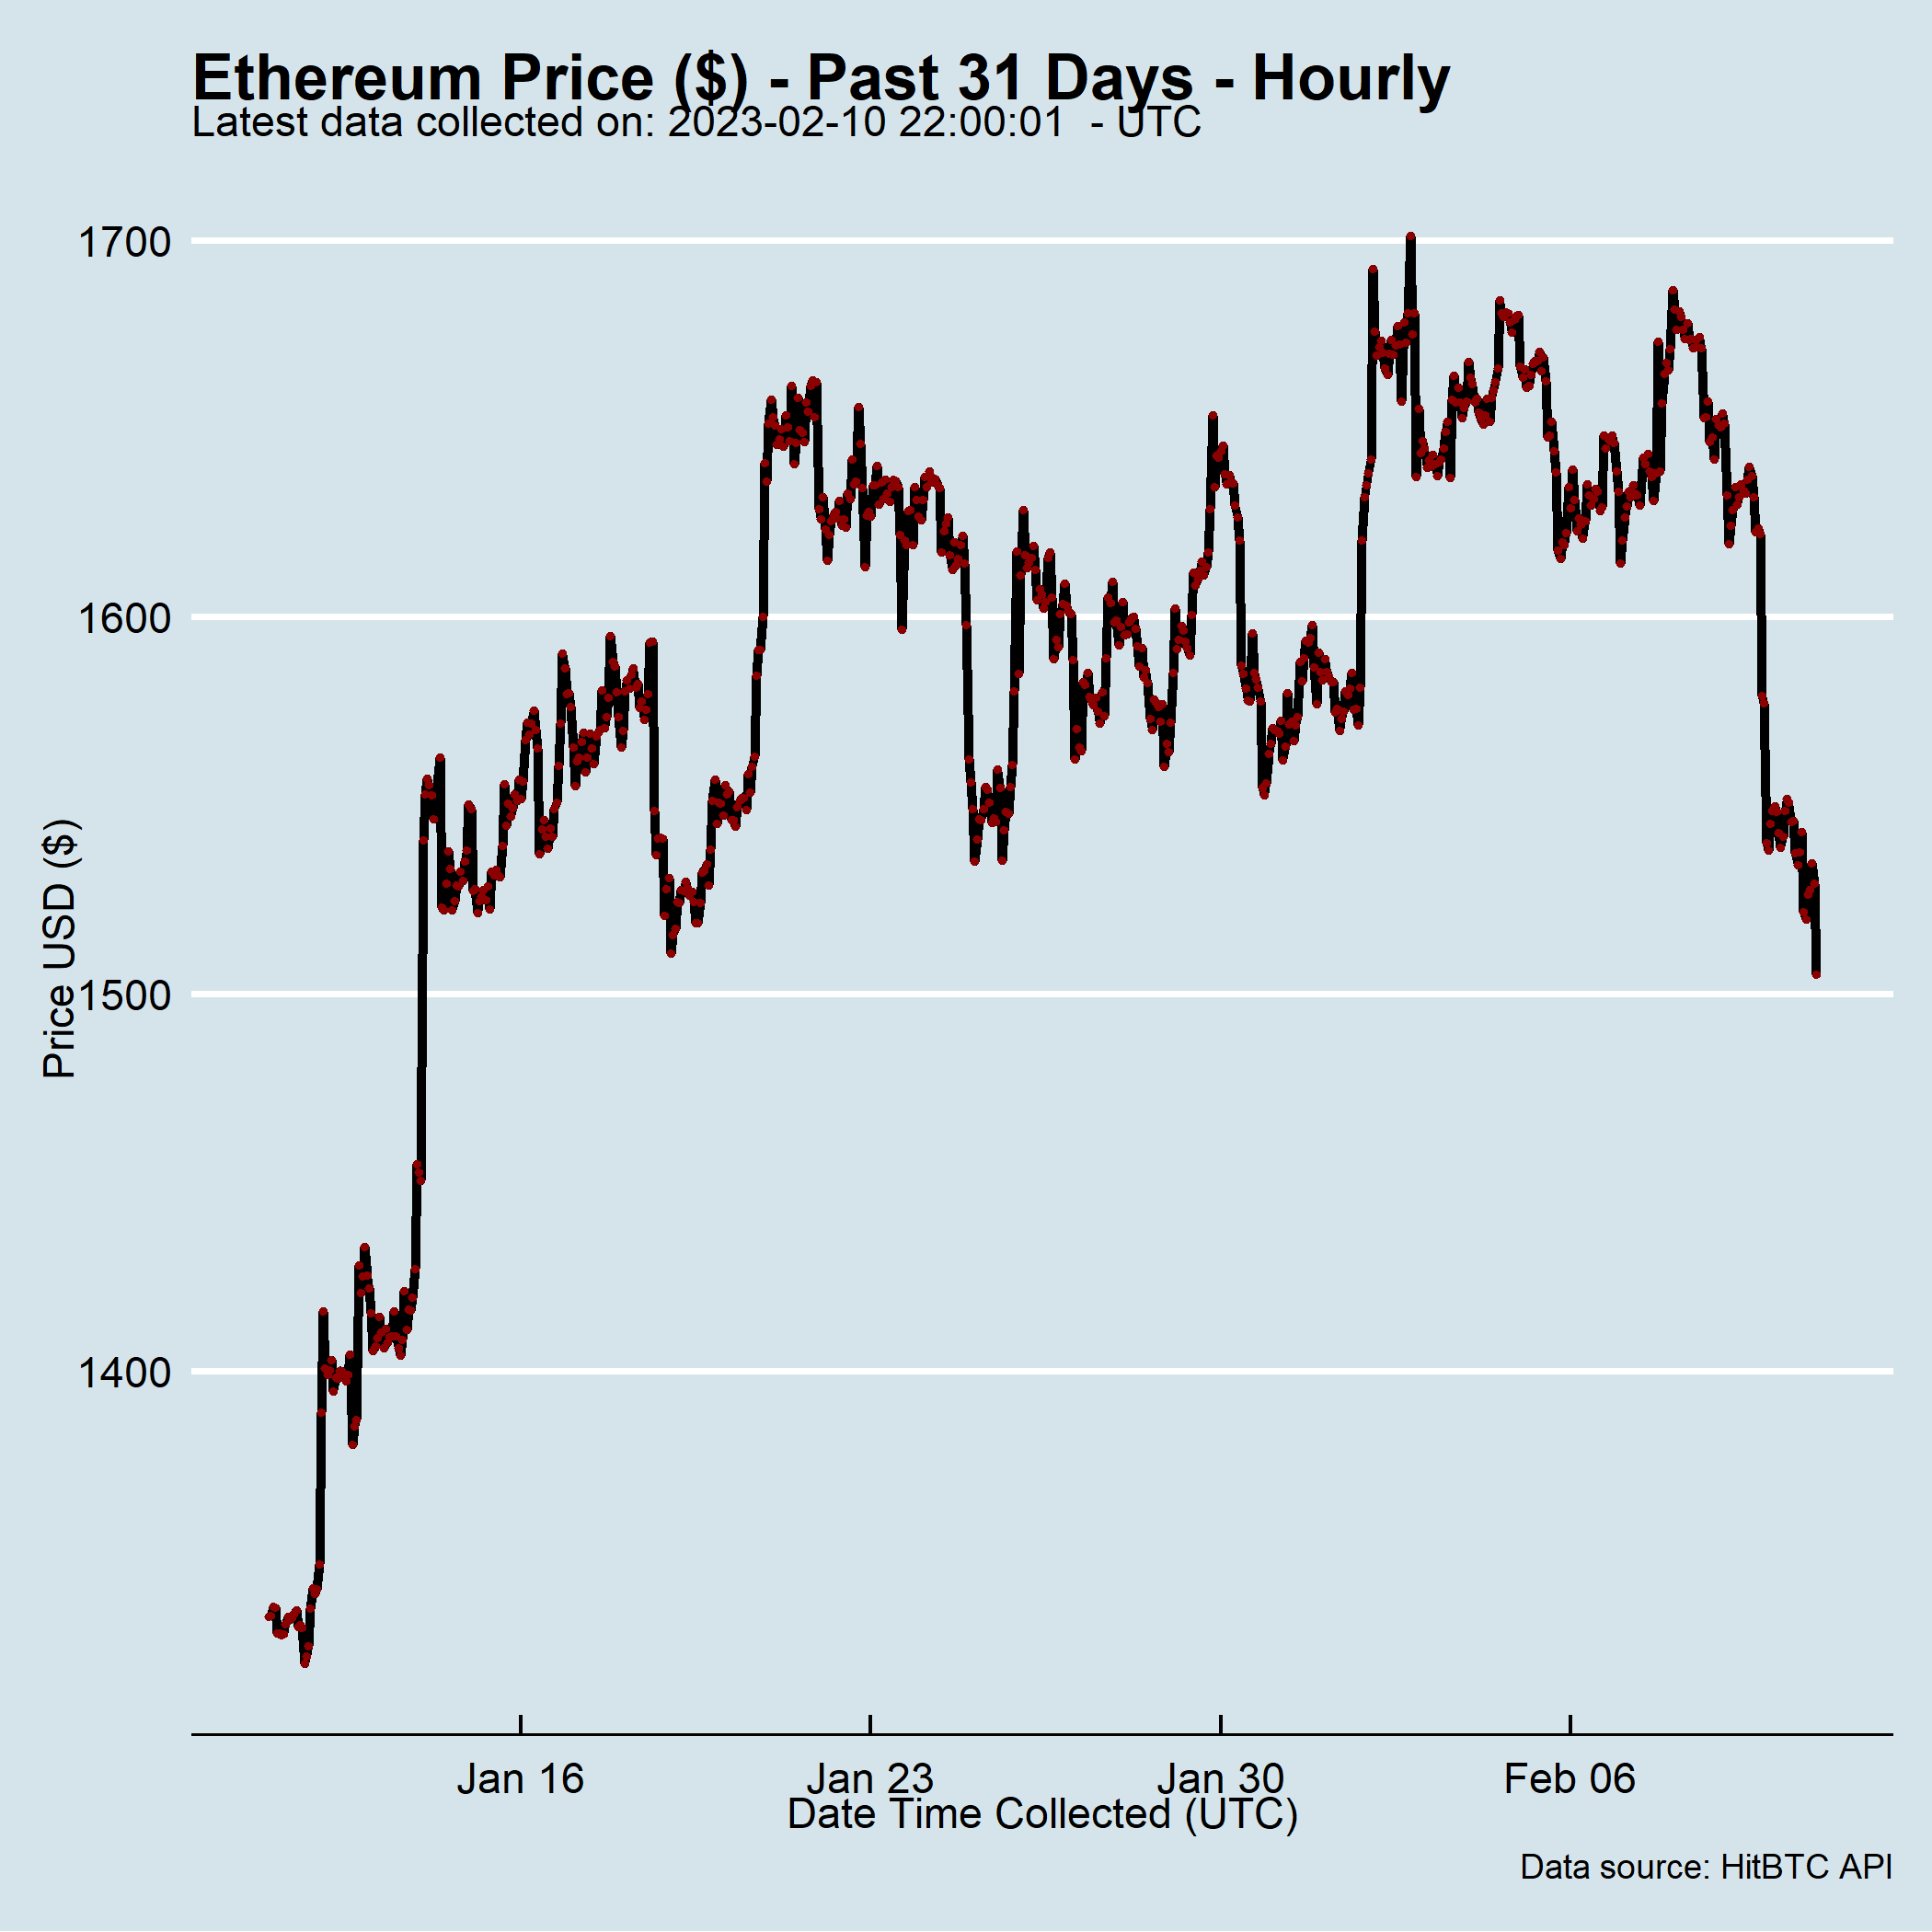 Ethereum Price ($) - Past 31 Days - Hourly
Latest data collected on: 2023-02-10 22:00:01  - UTC
1700
1600
1500
1400
Price USD ($)
Jan 16
Jan 23
Jan 30
Feb 06
Date Time Collected (UTC)
Data source: HitBTC API